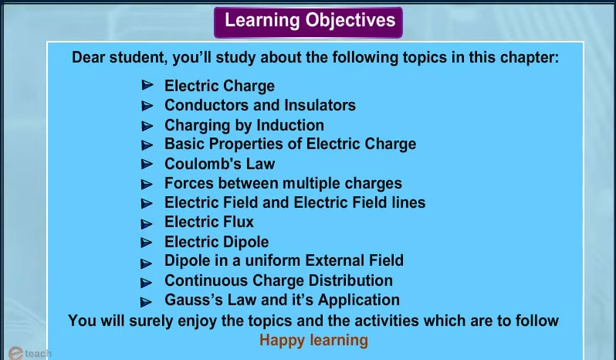 Learning Objectives
Dear student, you'll study about the following topics in this chapter:
Electric Charge
Conductors and Insulators
Charging by Induction
Basic Properties of Electric Charge
Coulomb's Law
Forces between multiple charges
Electric Field and Electric Field lines
Electric Flux
Electric Dipole
Dipole in a uniform External Field
Continuous Charge Distribution
Gauss's Law and it's Application
You will surely enjoy the topics and the activities which are to follow
Happy learning
e teach